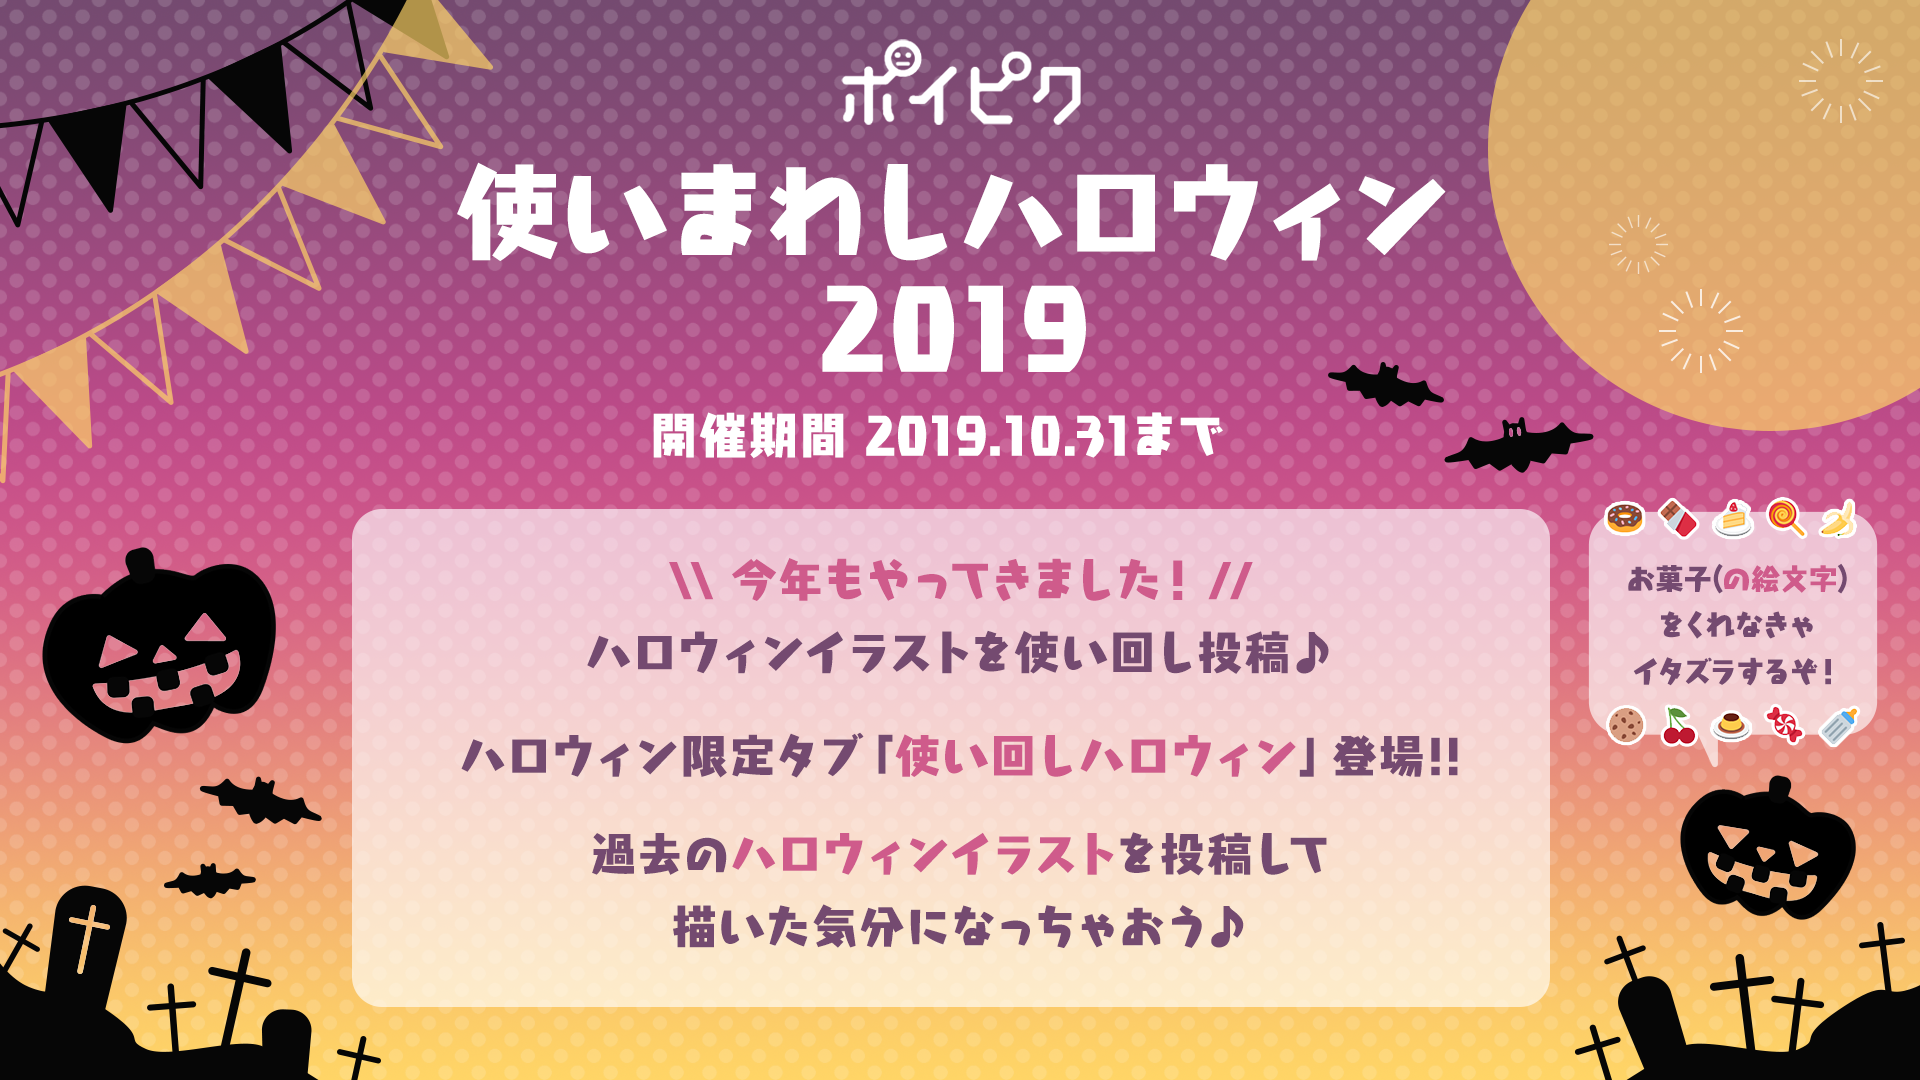 ポイピク
使いまわしハロウィン
2019
開催期間 2019.10.31まで
\\ 今年もやってきました! //
ハロウィンイラストを使い回し投稿♪
ハロウィン限定タブ「使い回しハロウィン」登場!!
過去のハロウィンイラストを投稿して
描いた気分になっちゃおう♪
お菓子(の絵文字)
をくれなきゃ
イタズラするぞ!